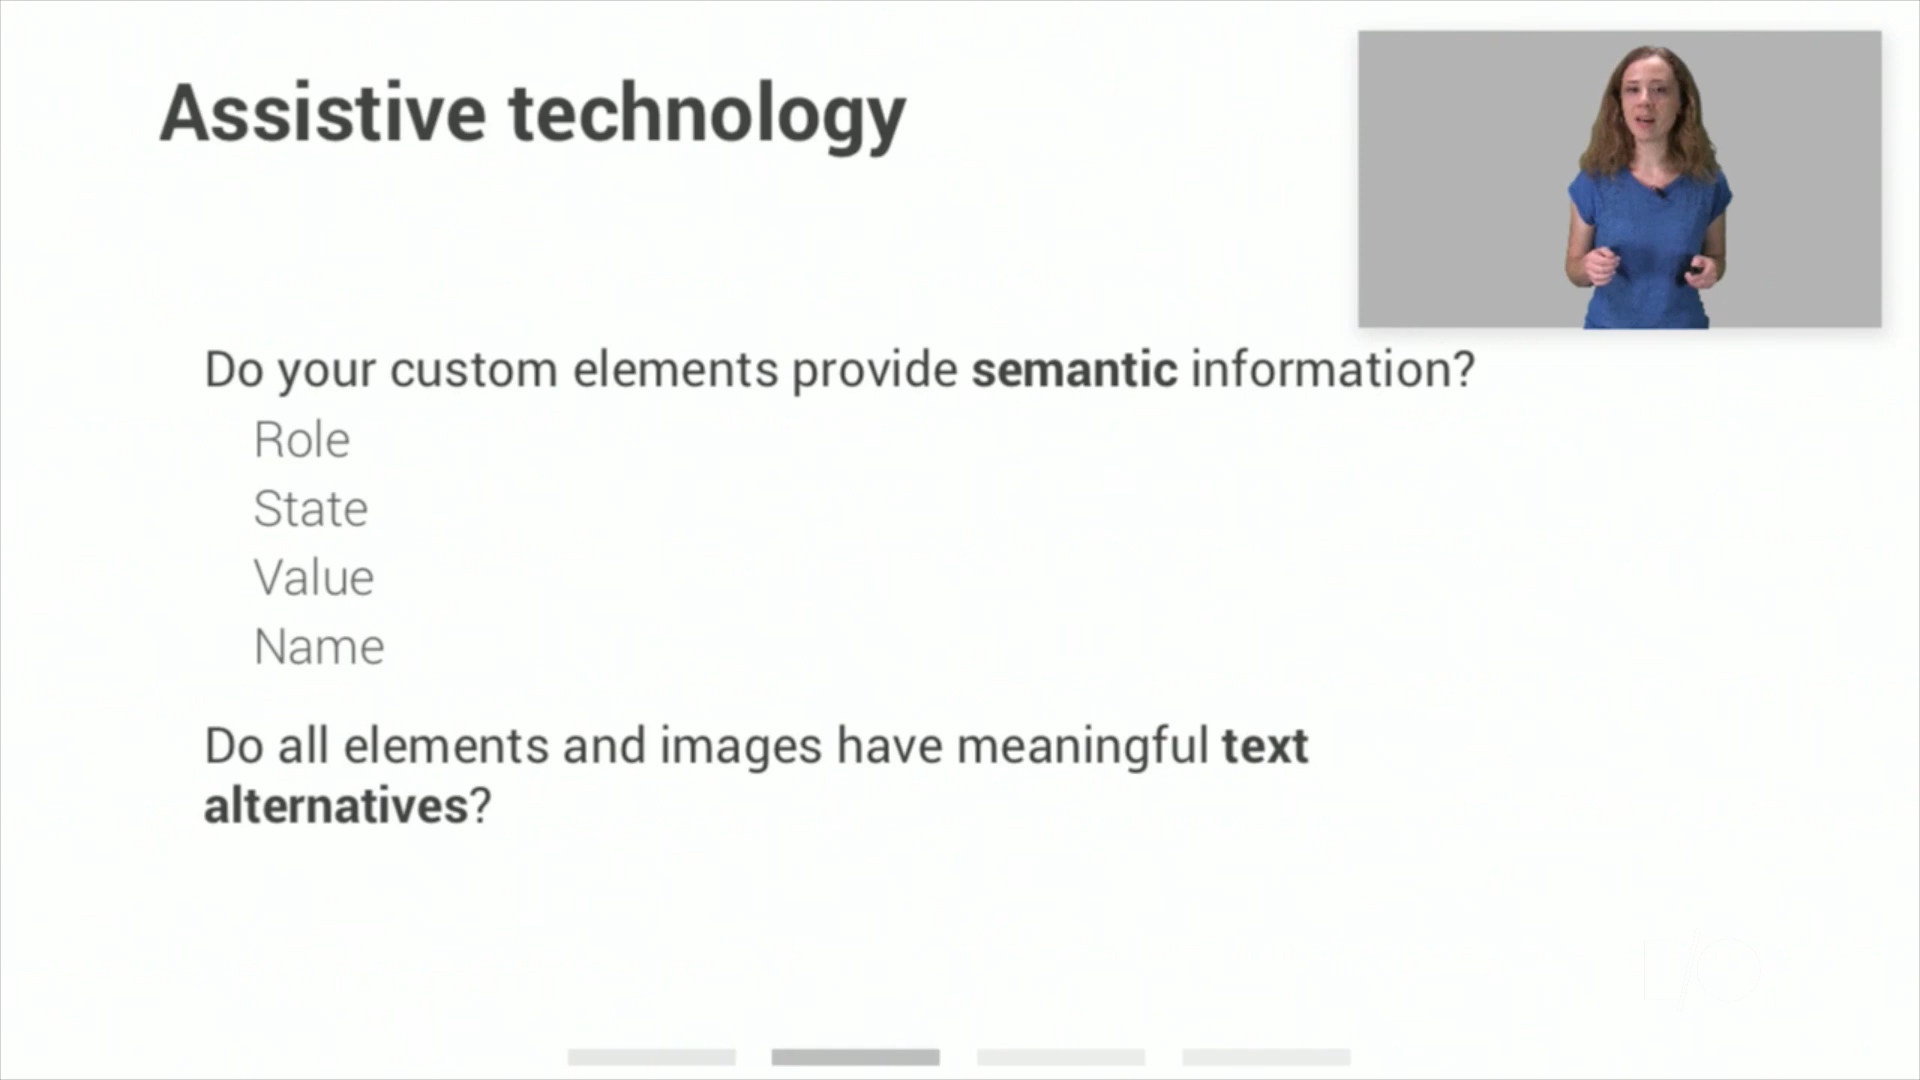 Assistive technology
Do your custom elements provide semantic information?
Role
State
Value
Name
Do all elements and images have meaningful text
alternatives?